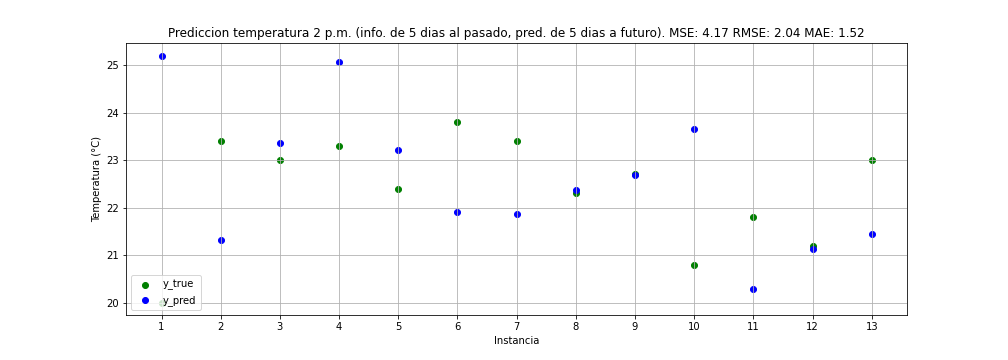 Prediccion temperatura 2 p.m. (info. de 5 dias al pasado, pred. de 5 dias a futuro). MSE: 4.17 RMSE: 2.04 MAE: 1.52
Temperatura (°C)
25
24
23
22
21
20
y_true
y_pred
1 2 3 4 5 6 7 8 9 10 11 12 13
Instancia